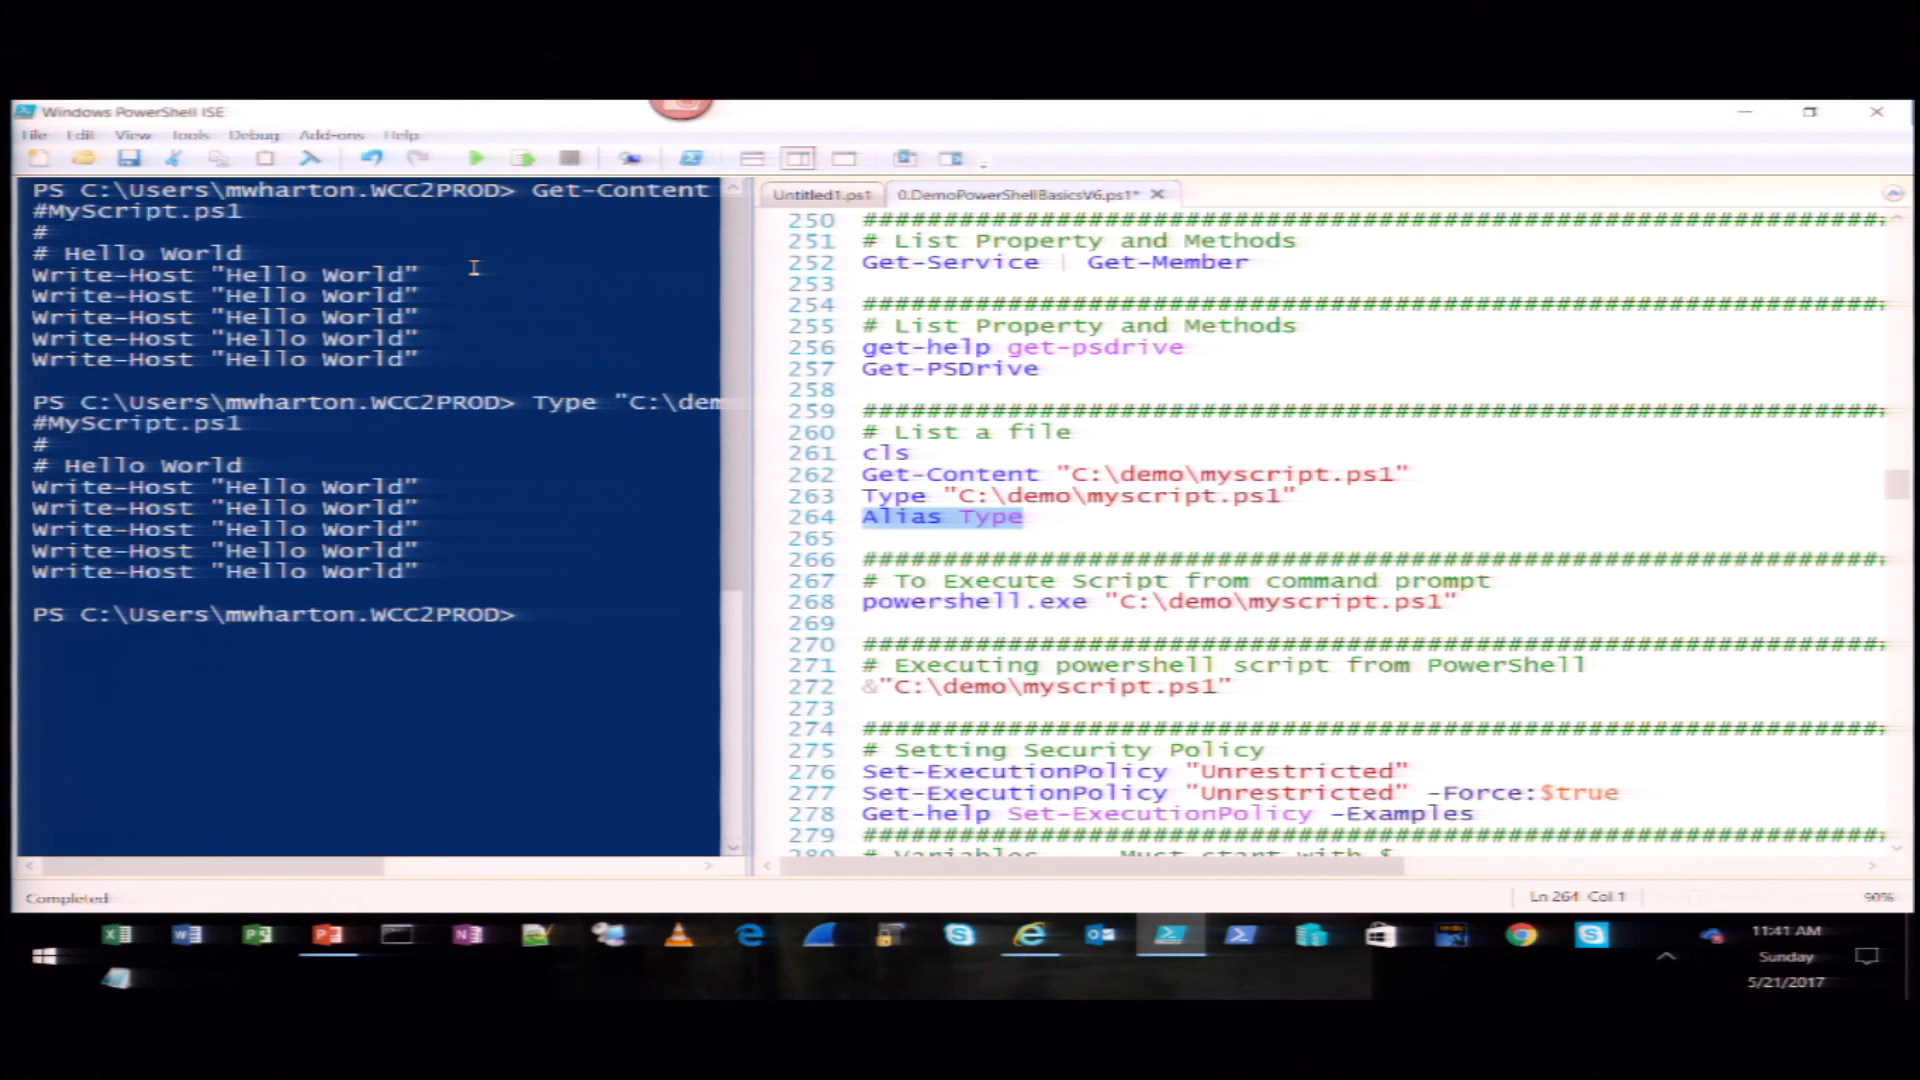 Windows PowerShell ISE
File Edit View Tools Debug Add-ons Help
PS C:\Users\mwharton.WCC2PROD> Get-Content
#MyScript.ps1
#
# Hello World
Write-Host "Hello World"
Write-Host "Hello World"
Write-Host "Hello World"
Write-Host "Hello World"
Write-Host "Hello World"
PS C:\Users\mwharton.WCC2PROD> Type "C:\dem
#MyScript.ps1
#
# Hello World
Write-Host "Hello World"
Write-Host "Hello World"
Write-Host "Hello World"
Write-Host "Hello World"
Write-Host "Hello World"
PS C:\Users\mwharton.WCC2PROD>
Untitled1.ps1 0.DemoPowerShellBasicsV6.ps1*
250 ################################################################
251 # List Property and Methods
252 Get-Service | Get-Member
253
254 ################################################################
255 # List Property and Methods
256 get-help get-psdrive
257 Get-PSDrive
258
259 ################################################################
260 # List a file
261 cls
262 Get-Content "C:\demo\myscript.ps1"
263 Type "C:\demo\myscript.ps1"
264 Alias Type
265
266 ################################################################
267 # To Execute Script from command prompt
268 powershell.exe "C:\demo\myscript.ps1"
269
270 ################################################################
271 # Executing powershell script from PowerShell
272 &"C:\demo\myscript.ps1"
273
274 ################################################################
275 # Setting Security Policy
276 Set-ExecutionPolicy "Unrestricted"
277 Set-ExecutionPolicy "Unrestricted" -Force:$true
278 Get-help Set-ExecutionPolicy -Examples
279 ################################################################
280 # Variables Must start with $
Completed
Ln 264 Col 1
90%
11:41 AM
Sunday
5/21/2017